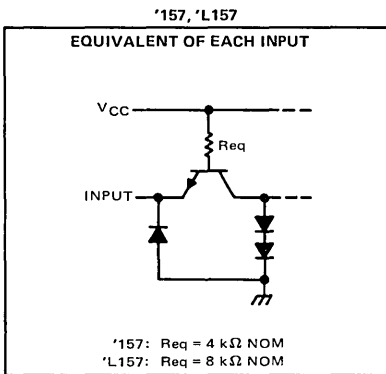 '157, 'L157
EQUIVALENT OF EACH INPUT
VCC
Req
INPUT
'157: Req = 4 kΩ NOM
'L157: Req = 8 kΩ NOM